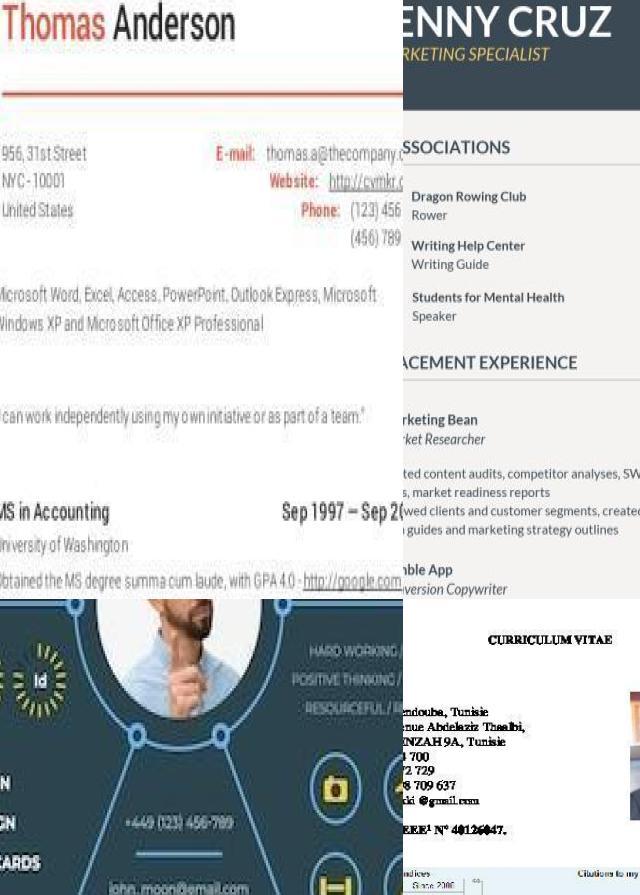 Thomas Anderson
956, 31st Street
NYC - 10001
United States
E-mail: thomas.a@thecompany.c
Website: http://cvmkr.c
Phone: (123) 456
(456) 789
Microsoft Word, Excel, Access, PowerPoint, Outlook Express, Microsoft
Windows XP and Microsoft Office XP Professional
I can work independently using my own initiative or as part of a team."
MS in Accounting
Sep 1997 – Sep 20
University of Washington
Obtained the MS degree summa cum laude, with GPA 4.0 - http://google.com
ENNY CRUZ
RKETING SPECIALIST
SSOCIATIONS
Dragon Rowing Club
Rower
Writing Help Center
Writing Guide
Students for Mental Health
Speaker
ACEMENT EXPERIENCE
rketing Bean
rket Researcher
ted content audits, competitor analyses, SW
s, market readiness reports
wed clients and customer segments, created
guides and marketing strategy outlines
mble App
version Copywriter
Id
N
GN
CARDS
HARD WORKING /
POSITIVE THINKING /
RESOURCEFUL /
+449 (123) 456-789
john.moon@email.com
CURRICULUM VITAE
ndouba, Tunisie
nue Abdelaziz Thaalbi,
NZAH 9A, Tunisie
700
2 729
8 709 637
ki @gmail.com
EEE¹ N° 40126047.
ndices
Since 2006
Citations to my